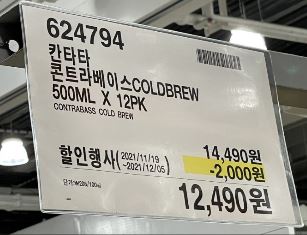 624794
칸타타
콘트라베이스COLDBREW
500ML X 12PK
CONTRABASS COLD BREW
14,490원
할인행사(2021/11/19
~2021/12/05)
-2,000원
12,490원